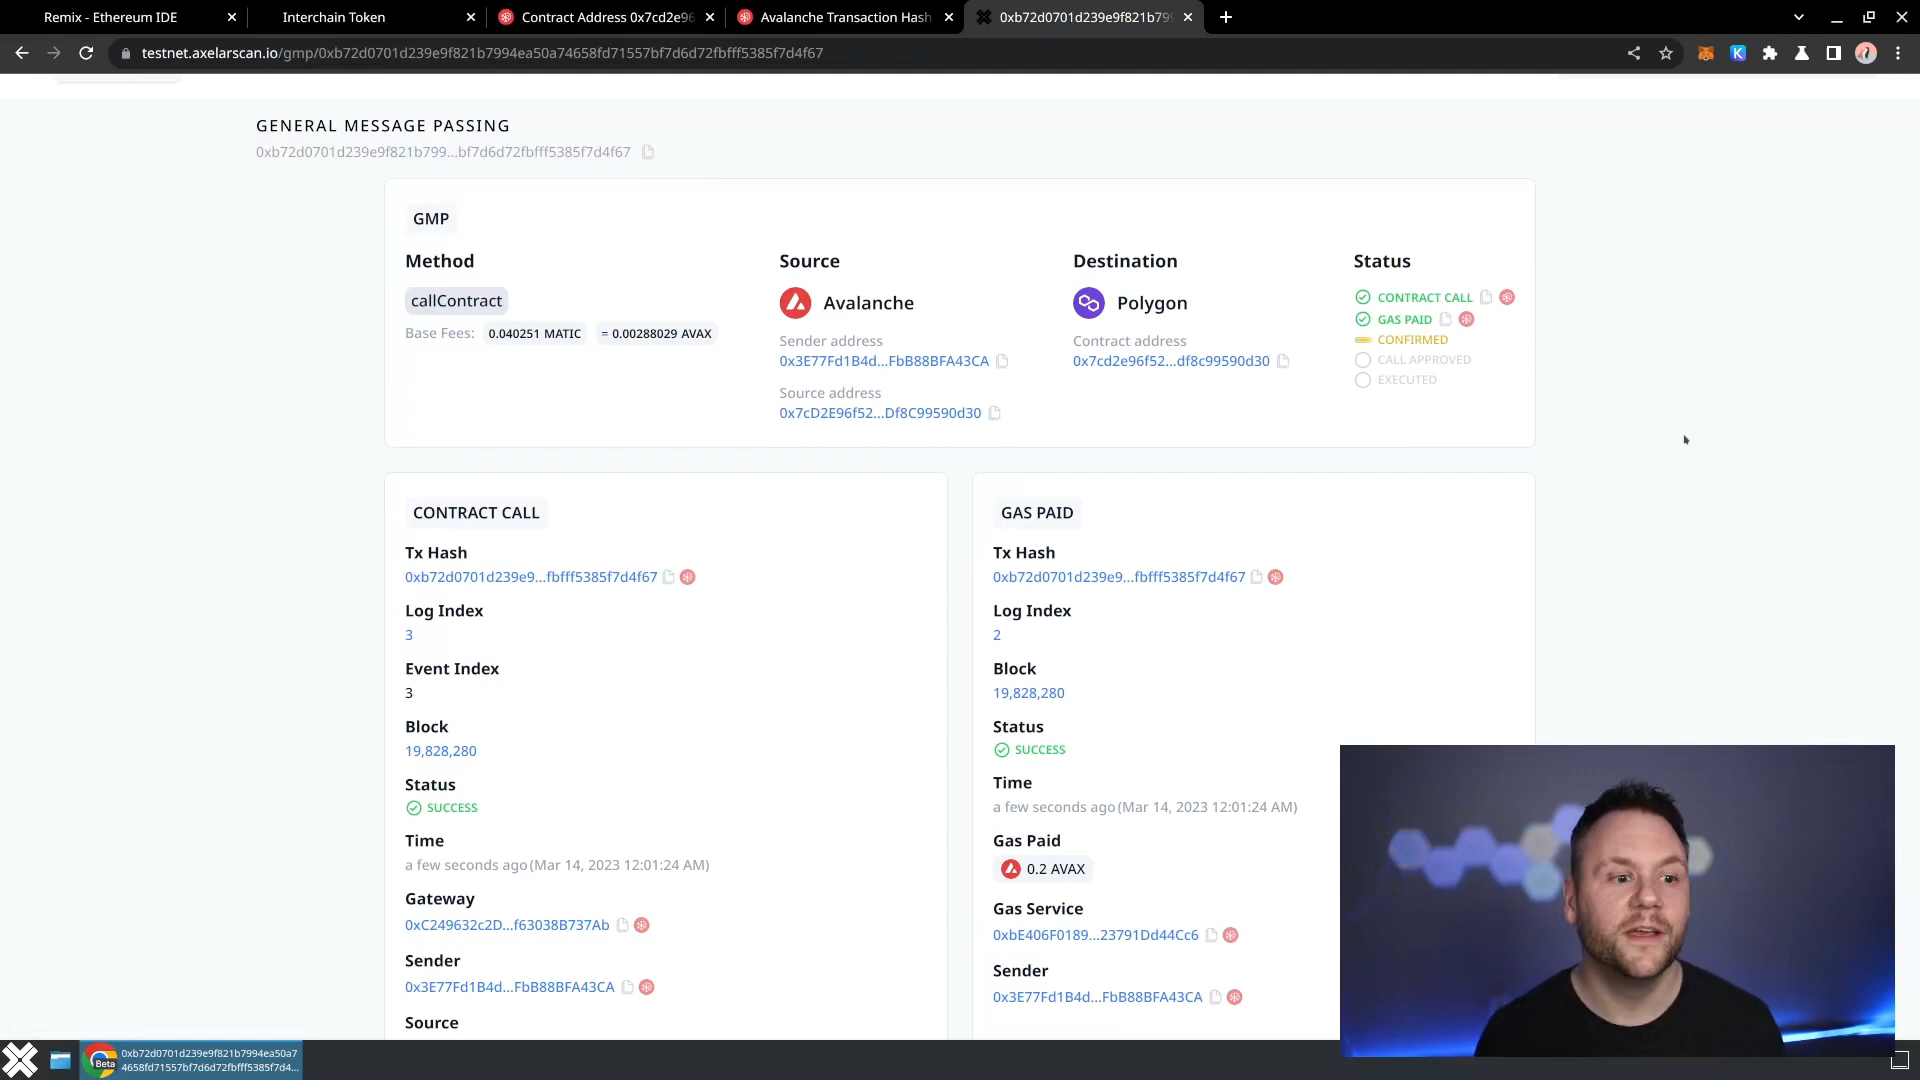 Remix - Ethereum IDE
Interchain Token
Contract Address 0x7cd2e96
Avalanche Transaction Hash
0xb72d0701d239e9f821b799
testnet.axelarscan.io/gmp/0xb72d0701d239e9f821b7994ea50a74658fd71557bf7d6d72fbfff5385f7d4f67
GENERAL MESSAGE PASSING
0xb72d0701d239e9f821b799...bf7d6d72fbfff5385f7d4f67
GMP
Method
callContract
Base Fees: 0.040251 MATIC = 0.00288029 AVAX
Source
Avalanche
Sender address
0x3E77Fd1B4d...FbB88BFA43CA
Source address
0x7cD2E96f52...Df8C99590d30
Destination
Polygon
Contract address
0x7cd2e96f52...df8c99590d30
Status
CONTRACT CALL
GAS PAID
CONFIRMED
CALL APPROVED
EXECUTED
CONTRACT CALL
Tx Hash
0xb72d0701d239e9...fbfff5385f7d4f67
Log Index
3
Event Index
3
Block
19,828,280
Status
SUCCESS
Time
a few seconds ago (Mar 14, 2023 12:01:24 AM)
Gateway
0xC249632c2D...f63038B737Ab
Sender
0x3E77Fd1B4d...FbB88BFA43CA
Source
GAS PAID
Tx Hash
0xb72d0701d239e9...fbfff5385f7d4f67
Log Index
2
Block
19,828,280
Status
SUCCESS
Time
a few seconds ago (Mar 14, 2023 12:01:24 AM)
Gas Paid
0.2 AVAX
Gas Service
0xbE406F0189...23791Dd44Cc6
Sender
0x3E77Fd1B4d...FbB88BFA43CA
Beta
0xb72d0701d239e9f821b7994ea50a7
4658fd71557bf7d6d72fbfff5385f7d4...